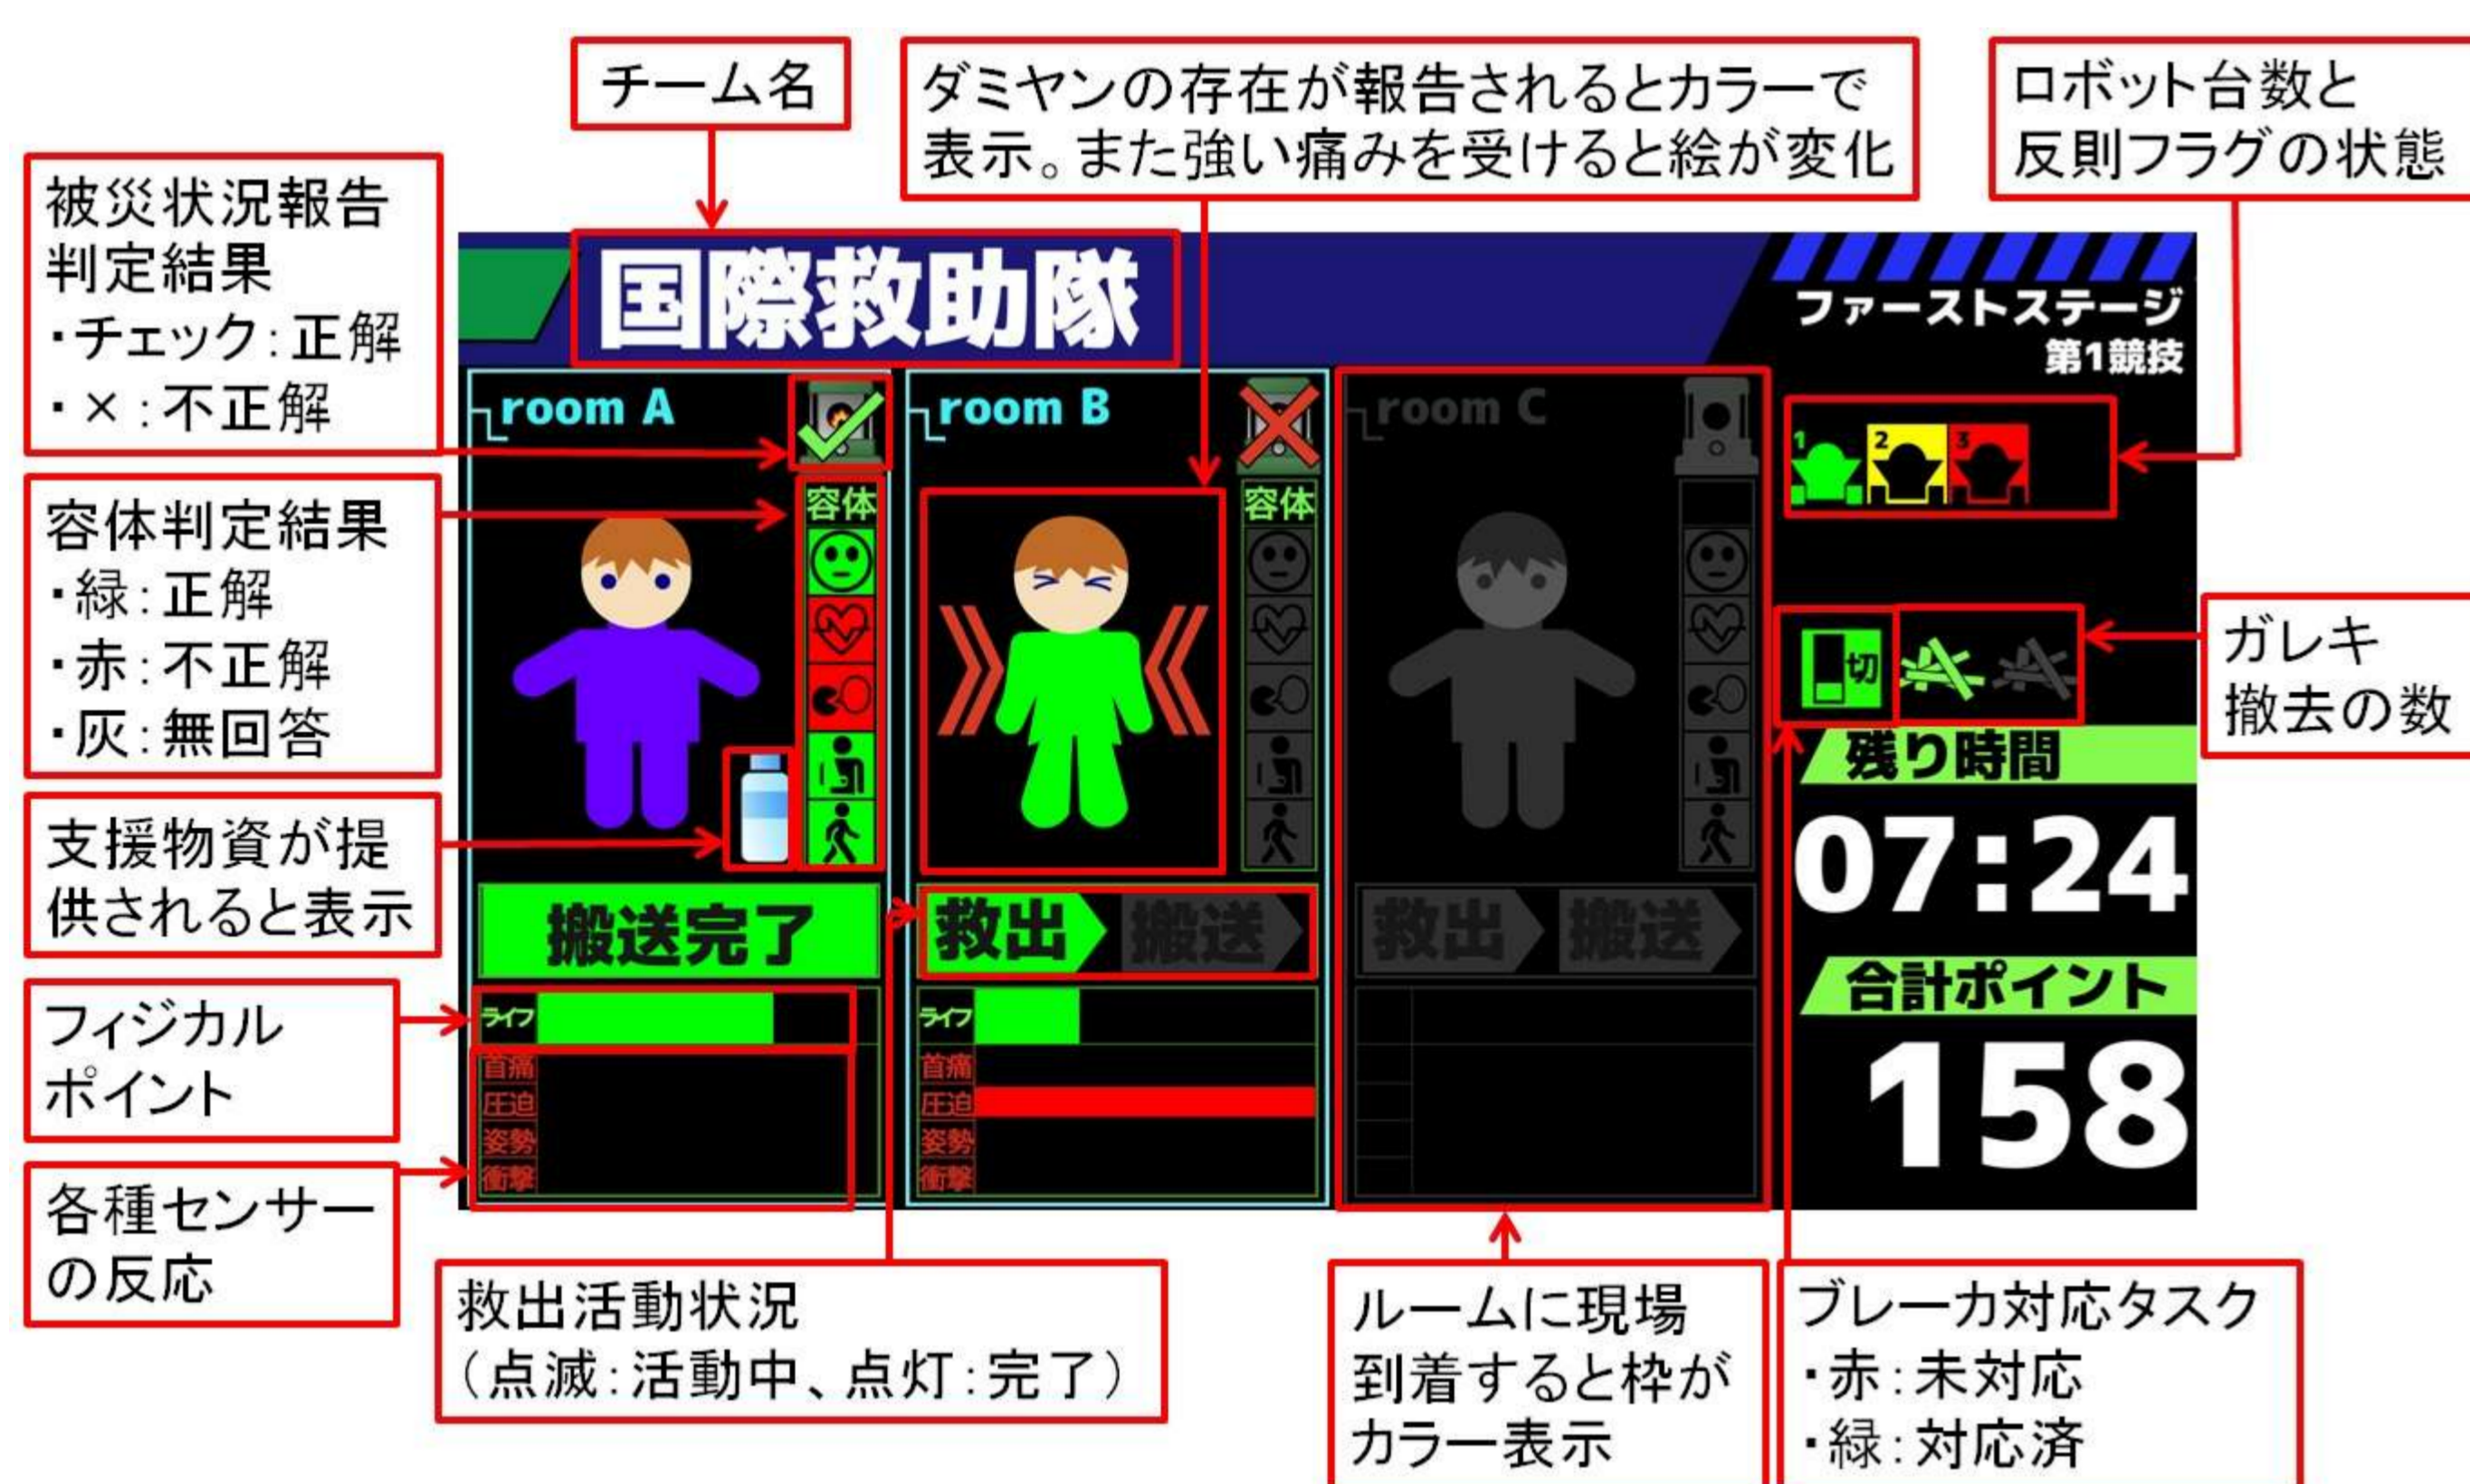 チーム名
ダミヤンの存在が報告されるとカラーで
表示。また強い痛みを受けると絵が変化
ロボット台数と
反則フラグの状態
被災状況報告
判定結果
・チェック:正解
・×:不正解
容体判定結果
・緑:正解
・赤:不正解
・灰:無回答
支援物資が提
供されると表示
フィジカル
ポイント
各種センサー
の反応
国際救助隊
ファーストステージ
第1競技
room A
容体
搬送完了
ライフ
首痛
圧迫
姿勢
衝撃
room B
容体
救出
搬送
ライフ
首痛
圧迫
姿勢
衝撃
room C
救出
搬送
1
2
3
切
残り時間
07:24
合計ポイント
158
ガレキ
撤去の数
救出活動状況
(点滅:活動中、点灯:完了)
ルームに現場
到着すると枠が
カラー表示
ブレーカ対応タスク
・赤:未対応
・緑:対応済